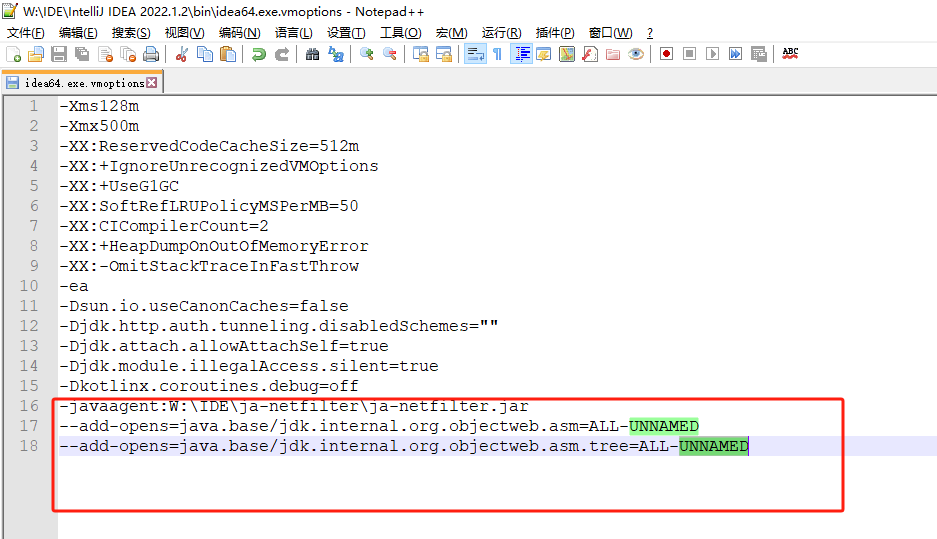 W:\IDE\IntelliJ IDEA 2022.1.2\bin\idea64.exe.vmoptions - Notepad++
文件(F) 编辑(E) 搜索(S) 视图(V) 编码(N) 语言(L) 设置(T) 工具(O) 宏(M) 运行(R) 插件(P) 窗口(W) ?
ABC
idea64.exe.vmoptions
1 -Xms128m
2 -Xmx500m
3 -XX:ReservedCodeCacheSize=512m
4 -XX:+IgnoreUnrecognizedVMOptions
5 -XX:+UseG1GC
6 -XX:SoftRefLRUPolicyMSPerMB=50
7 -XX:CICompilerCount=2
8 -XX:+HeapDumpOnOutOfMemoryError
9 -XX:-OmitStackTraceInFastThrow
10 -ea
11 -Dsun.io.useCanonCaches=false
12 -Djdk.http.auth.tunneling.disabledSchemes=""
13 -Djdk.attach.allowAttachSelf=true
14 -Djdk.module.illegalAccess.silent=true
15 -Dkotlinx.coroutines.debug=off
16 -javaagent:W:\IDE\ja-netfilter\ja-netfilter.jar
17 --add-opens=java.base/jdk.internal.org.objectweb.asm=ALL-UNNAMED
18 --add-opens=java.base/jdk.internal.org.objectweb.asm.tree=ALL-UNNAMED